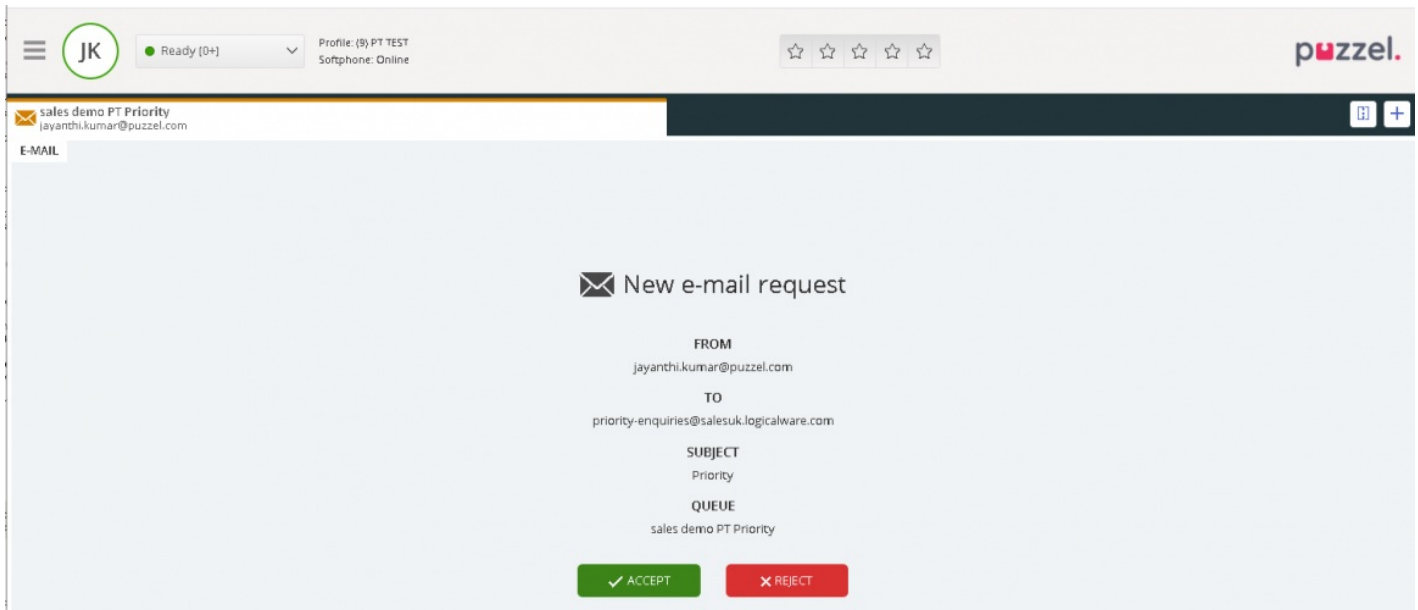 JK
Ready (0+)
Profile: (9) PT TEST
Softphone: Online
puzzel.
sales demo PT Priority
jayanthi.kumar@puzzel.com
E-MAIL
New e-mail request
FROM
jayanthi.kumar@puzzel.com
TO
priority-enquiries@salesuk.logicalware.com
SUBJECT
Priority
QUEUE
sales demo PT Priority
ACCEPT
REJECT